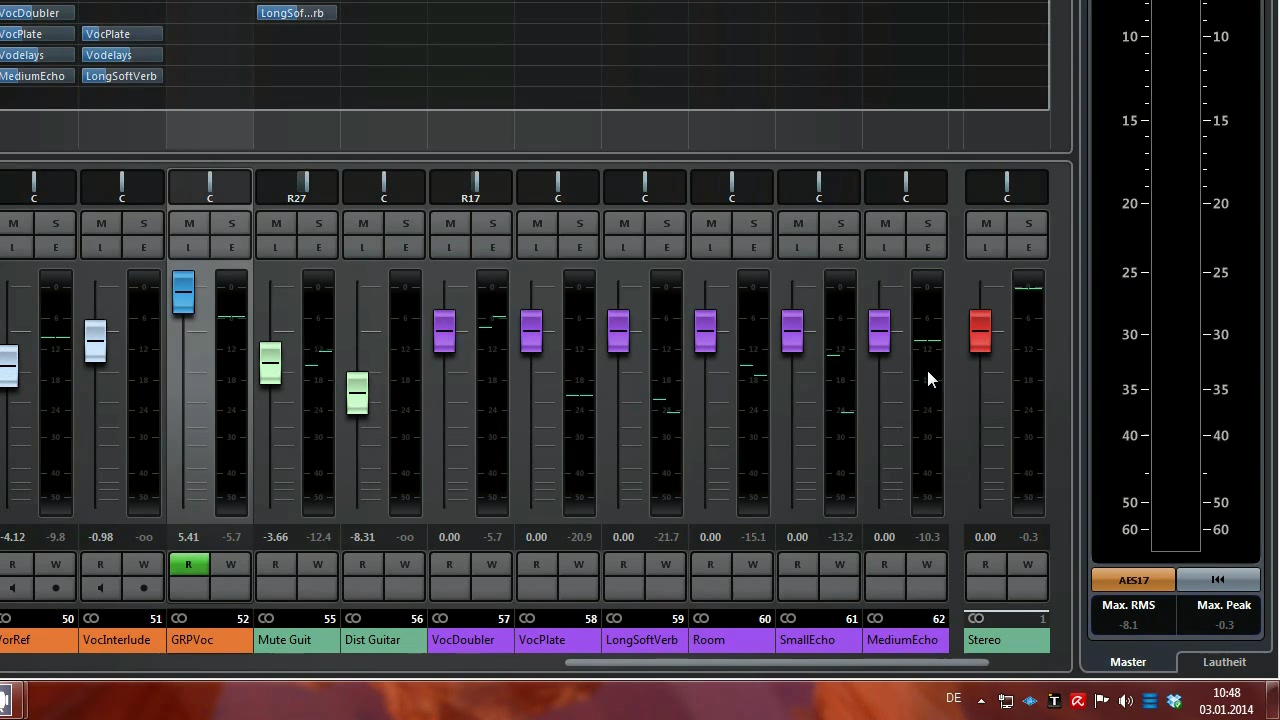 VocDoubler LongSof...rb
VocPlate VocPlate
Vodelays Vodelays
MediumEcho LongSoftVerb
C C C R27 C R17 C C C C C C
M S M S M S M S M S M S M S M S M S M S M S M S
L E L E L E L E L E L E L E L E L E L E L E L E
10 10
15 15
20 20
25 25
30 30
35 35
40 40
50 50
60 60
-4.12 -9.8 -0.98 -oo 5.41 -5.7 -3.66 -12.4 -8.31 -oo 0.00 -5.7 0.00 -20.9 0.00 -21.7 0.00 -15.1 0.00 -13.2 0.00 -10.3 0.00 -0.3
R W R W R W R W R W R W R W R W R W R W R W R W
50 51 52 55 56 57 58 59 60 61 62 1
VorRef VocInterlude GRPVoc Mute Guit Dist Guitar VocDoubler VocPlate LongSoftVerb Room SmallEcho MediumEcho Stereo
AES17
Max. RMS Max. Peak
-8.1 -0.3
Master Lautheit
DE 10:48
03.01.2014